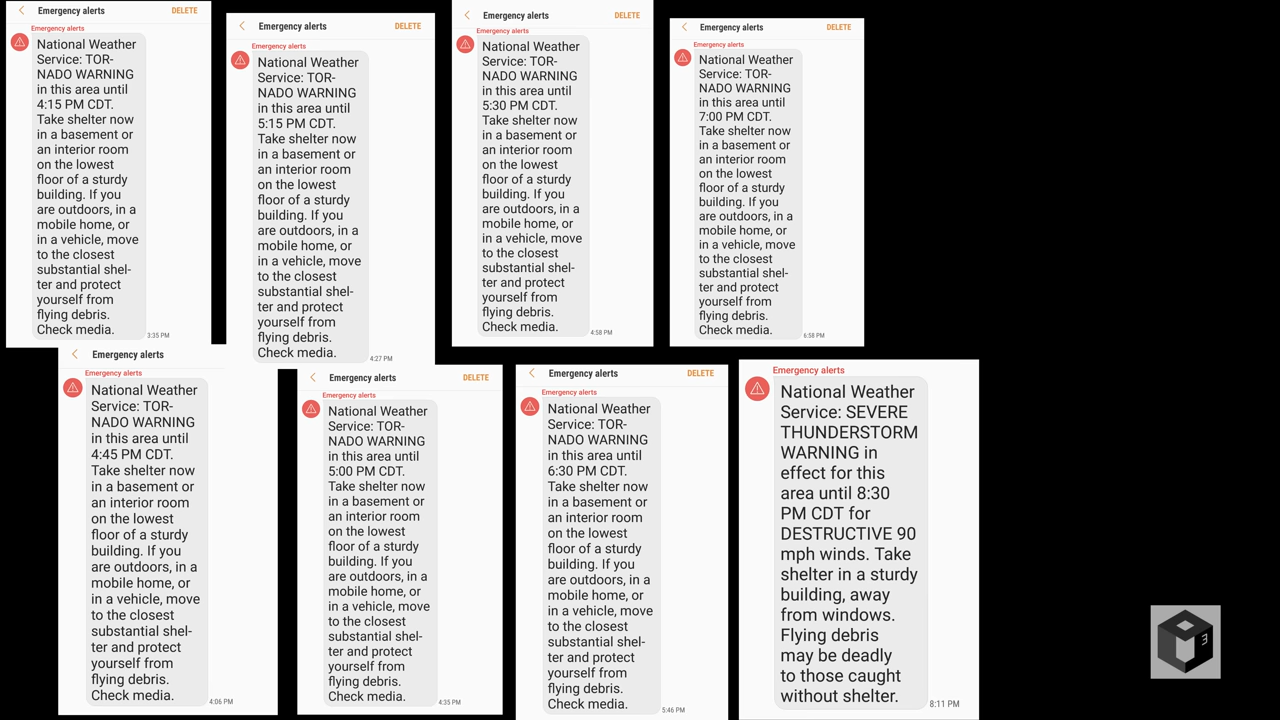 Emergency alerts
DELETE
Emergency alerts
National Weather
Service: TOR-
NADO WARNING
in this area until
4:15 PM CDT.
Take shelter now
in a basement or
an interior room
on the lowest
floor of a sturdy
building. If you
are outdoors, in a
mobile home, or
in a vehicle, move
to the closest
substantial shel-
ter and protect
yourself from
flying debris.
Check media.
3:35 PM
Emergency alerts
DELETE
Emergency alerts
National Weather
Service: TOR-
NADO WARNING
in this area until
5:15 PM CDT.
Take shelter now
in a basement or
an interior room
on the lowest
floor of a sturdy
building. If you
are outdoors, in a
mobile home, or
in a vehicle, move
to the closest
substantial shel-
ter and protect
yourself from
flying debris.
Check media.
4:27 PM
Emergency alerts
DELETE
Emergency alerts
National Weather
Service: TOR-
NADO WARNING
in this area until
5:30 PM CDT.
Take shelter now
in a basement or
an interior room
on the lowest
floor of a sturdy
building. If you
are outdoors, in a
mobile home, or
in a vehicle, move
to the closest
substantial shel-
ter and protect
yourself from
flying debris.
Check media.
4:58 PM
Emergency alerts
DELETE
Emergency alerts
National Weather
Service: TOR-
NADO WARNING
in this area until
7:00 PM CDT.
Take shelter now
in a basement or
an interior room
on the lowest
floor of a sturdy
building. If you
are outdoors, in a
mobile home, or
in a vehicle, move
to the closest
substantial shel-
ter and protect
yourself from
flying debris.
Check media.
6:58 PM
Emergency alerts
Emergency alerts
National Weather
Service: TOR-
NADO WARNING
in this area until
4:45 PM CDT.
Take shelter now
in a basement or
an interior room
on the lowest
floor of a sturdy
building. If you
are outdoors, in a
mobile home, or
in a vehicle, move
to the closest
substantial shel-
ter and protect
yourself from
flying debris.
Check media.
4:06 PM
Emergency alerts
DELETE
Emergency alerts
National Weather
Service: TOR-
NADO WARNING
in this area until
5:00 PM CDT.
Take shelter now
in a basement or
an interior room
on the lowest
floor of a sturdy
building. If you
are outdoors, in a
mobile home, or
in a vehicle, move
to the closest
substantial shel-
ter and protect
yourself from
flying debris.
Check media.
4:35 PM
Emergency alerts
DELETE
Emergency alerts
National Weather
Service: TOR-
NADO WARNING
in this area until
6:30 PM CDT.
Take shelter now
in a basement or
an interior room
on the lowest
floor of a sturdy
building. If you
are outdoors, in a
mobile home, or
in a vehicle, move
to the closest
substantial shel-
ter and protect
yourself from
flying debris.
Check media.
5:46 PM
Emergency alerts
National Weather
Service: SEVERE
THUNDERSTORM
WARNING in
effect for this
area until 8:30
PM CDT for
DESTRUCTIVE 90
mph winds. Take
shelter in a sturdy
building, away
from windows.
Flying debris
may be deadly
to those caught
without shelter.
8:11 PM
3